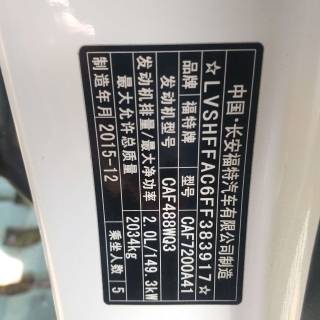 中国·长安福特汽车有限公司制造
☆LVSHFFAG6FF383917☆
品牌 福特牌 整车型号 CAF7200A41
发动机型号 CAF488WQ3
发动机排量/最大净功率 2.0L/149.3kW
最大允许总质量 2034kg
制造年月 2015-12 乘坐人数 5